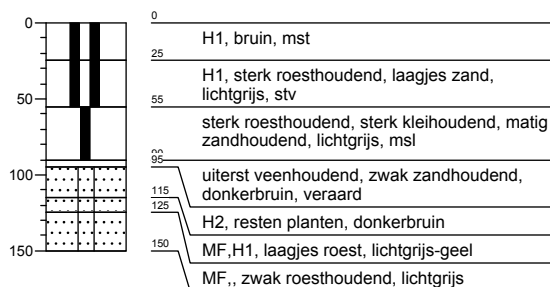 0
0
H1, bruin, mst
25
H1, sterk roesthoudend, laagjes zand,
lichtgrijs, stv
50
55
sterk roesthoudend, sterk kleihoudend, matig
zandhoudend, lichtgrijs, msl
90
95
uiterst veenhoudend, zwak zandhoudend,
donkerbruin, veraard
100
115
H2, resten planten, donkerbruin
125
MF,H1, laagjes roest, lichtgrijs-geel
150
150
MF,, zwak roesthoudend, lichtgrijs